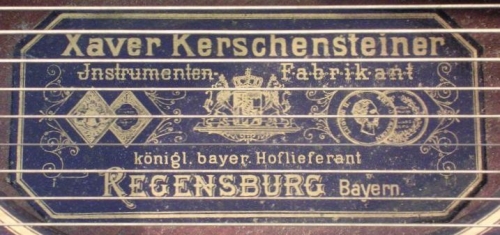 Xaver Kerschensteiner
Jnstrumenten-Fabrikant
königl. bayer. Hoflieferant
REGENSBURG Bayern.